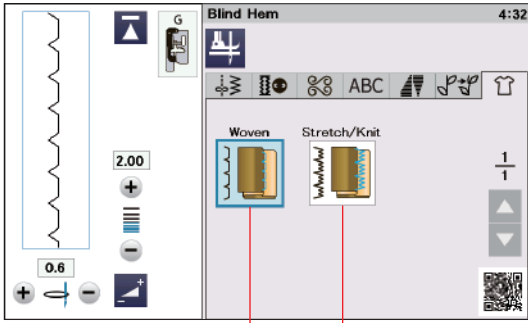 G
Blind Hem
4:32
ABC
Woven
Stretch/Knit
2.00
1
1
0.6